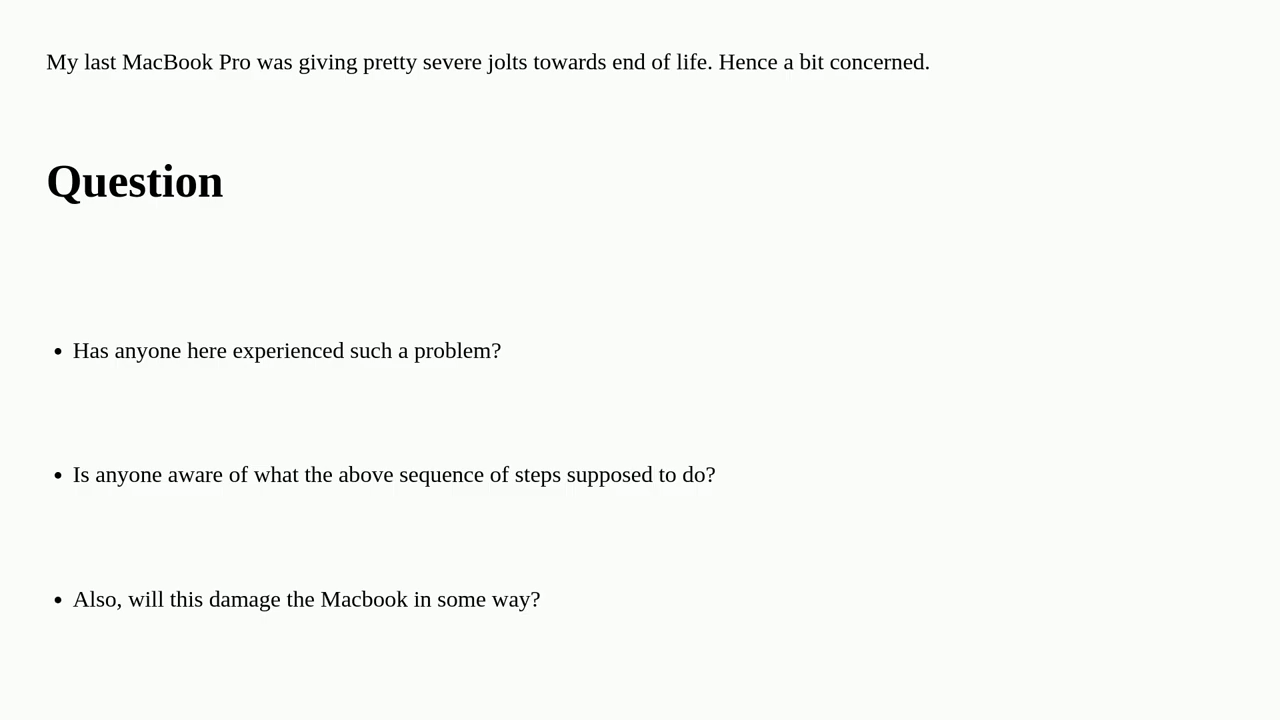 My last MacBook Pro was giving pretty severe jolts towards end of life. Hence a bit concerned.
Question
• Has anyone here experienced such a problem?
• Is anyone aware of what the above sequence of steps supposed to do?
• Also, will this damage the Macbook in some way?